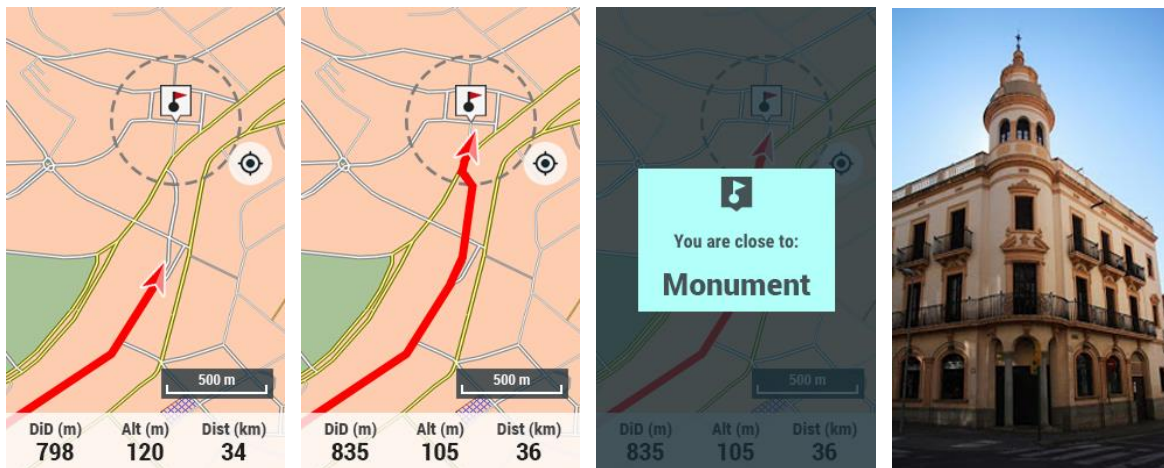 500 m
DiD (m) Alt (m) Dist (km)
798 120 34
500 m
DiD (m) Alt (m) Dist (km)
835 105 36
You are close to:
Monument
500 m
DiD (m) Alt (m) Dist (km)
835 105 36